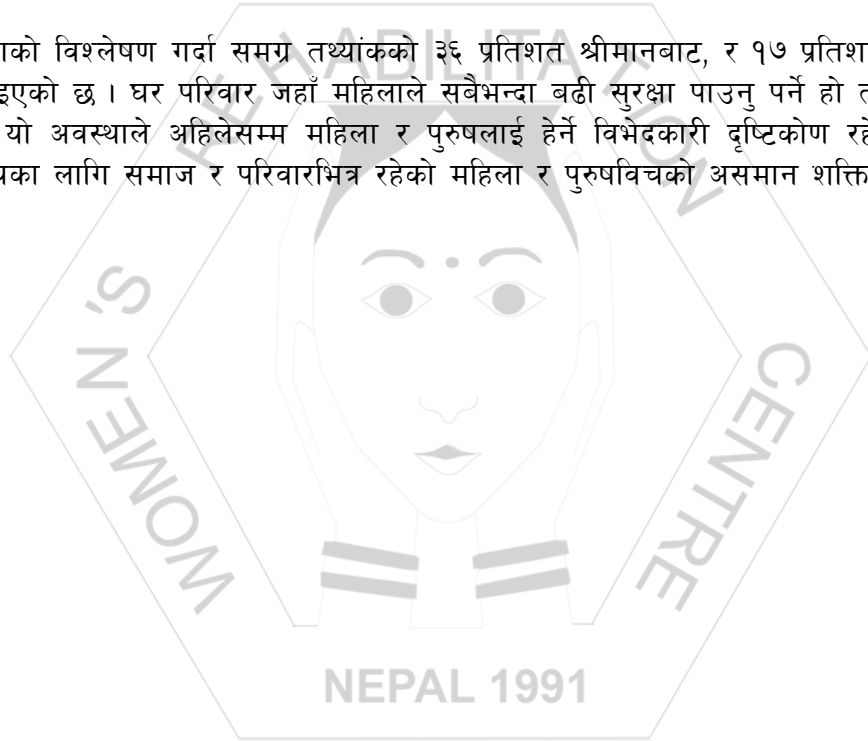 ाको विश्लेषण गर्दा समग्र तथ्यांकको ३६ प्रतिशत श्रीमानबाट, र १७ प्रतिश
इएको छ । घर परिवार जहाँ महिलाले सबैभन्दा बढी सुरक्षा पाउनु पर्ने हो त
यो अवस्थाले अहिलेसम्म महिला र पुरुषलाई हेर्ने विभेदकारी दृष्टिकोण रहे
यका लागि समाज र परिवारभित्र रहेको महिला र पुरुषविचको असमान शक्ति
WOMEN'S REHABILITATION CENTRE
NEPAL 1991